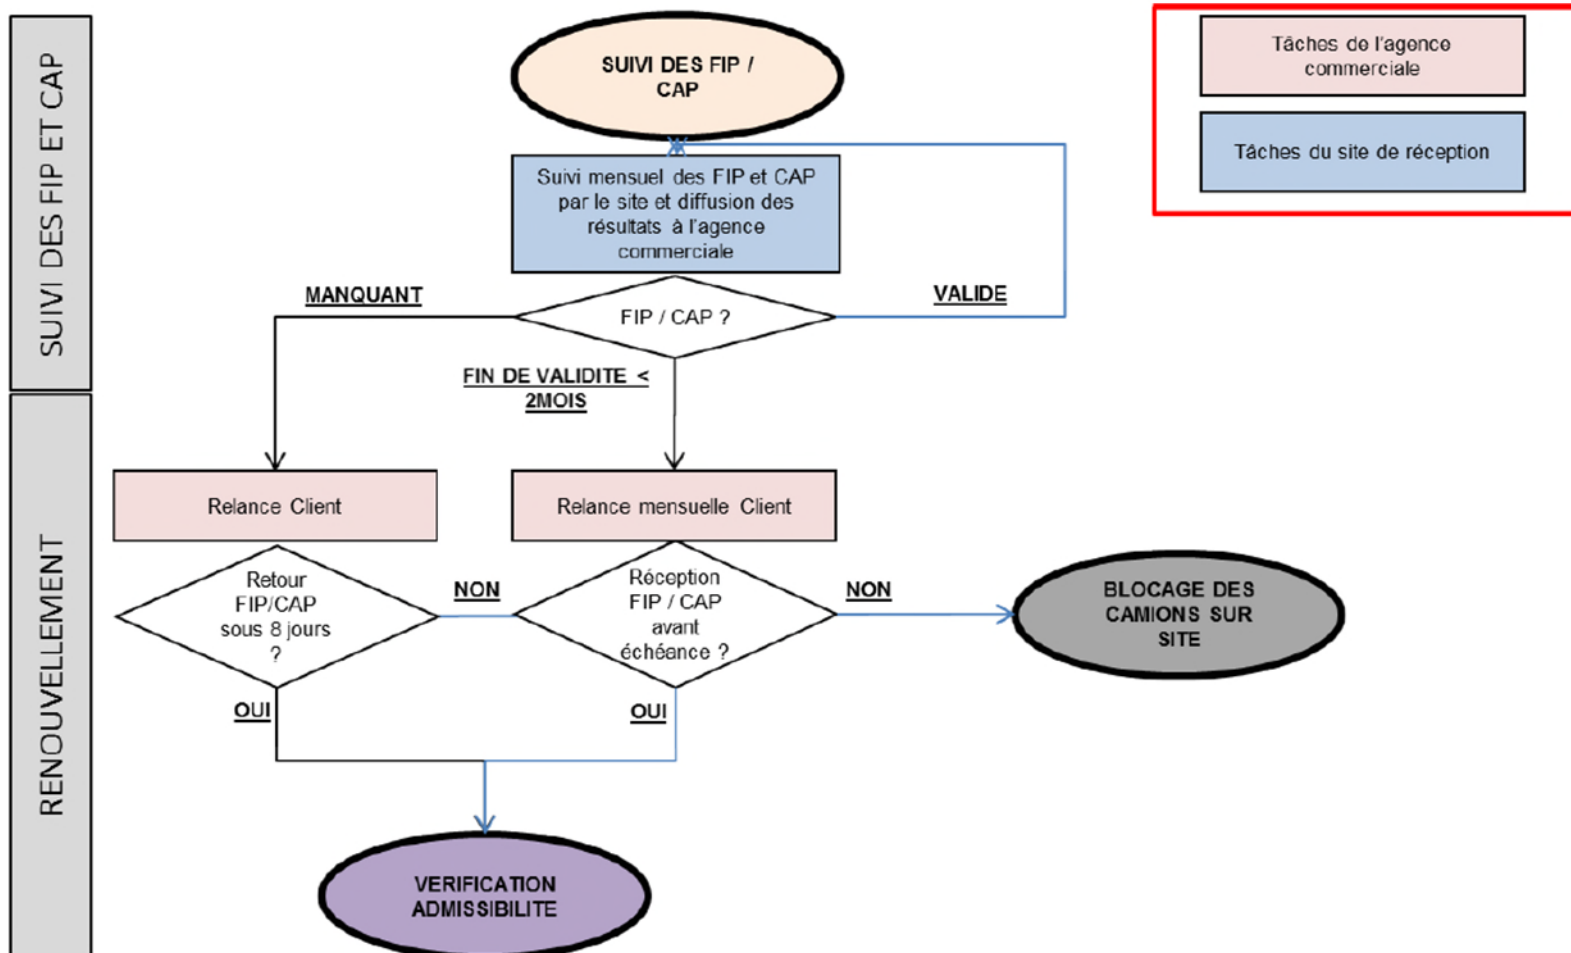 SUIVI DES FIP ET CAP
SUIVI DES FIP /
CAP
Tâches de l'agence
commerciale
Tâches du site de réception
Suivi mensuel des FIP et CAP
par le site et diffusion des
résultats à l'agence
commerciale
MANQUANT
FIP / CAP ?
VALIDE
FIN DE VALIDITE <
2MOIS
RENOUVELLEMENT
Relance Client
Relance mensuelle Client
Retour
FIP/CAP
sous 8 jours
?
NON
Réception
FIP / CAP
avant
échéance ?
NON
BLOCAGE DES
CAMIONS SUR
SITE
OUI
OUI
VERIFICATION
ADMISSIBILITE